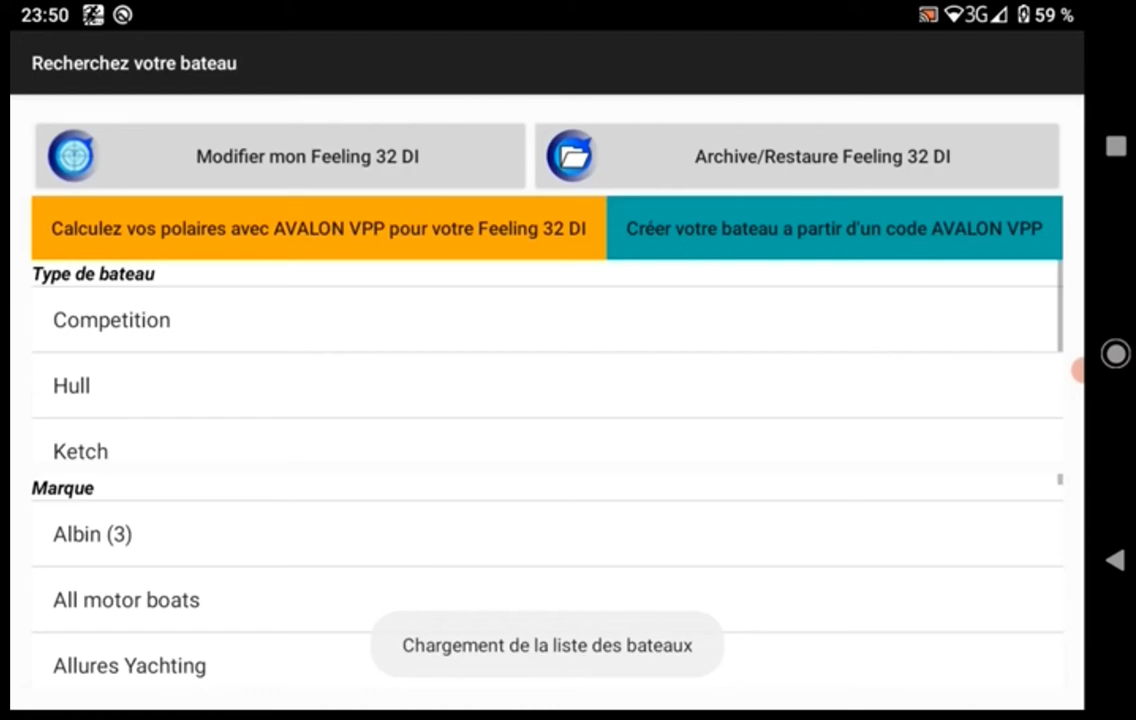 23:50
3G
59 %
Recherchez votre bateau
Modifier mon Feeling 32 DI
Archive/Restaure Feeling 32 DI
Calculez vos polaires avec AVALON VPP pour votre Feeling 32 DI
Créer votre bateau a partir d'un code AVALON VPP
Type de bateau
Competition
Hull
Ketch
Marque
Albin (3)
All motor boats
Allures Yachting
Chargement de la liste des bateaux